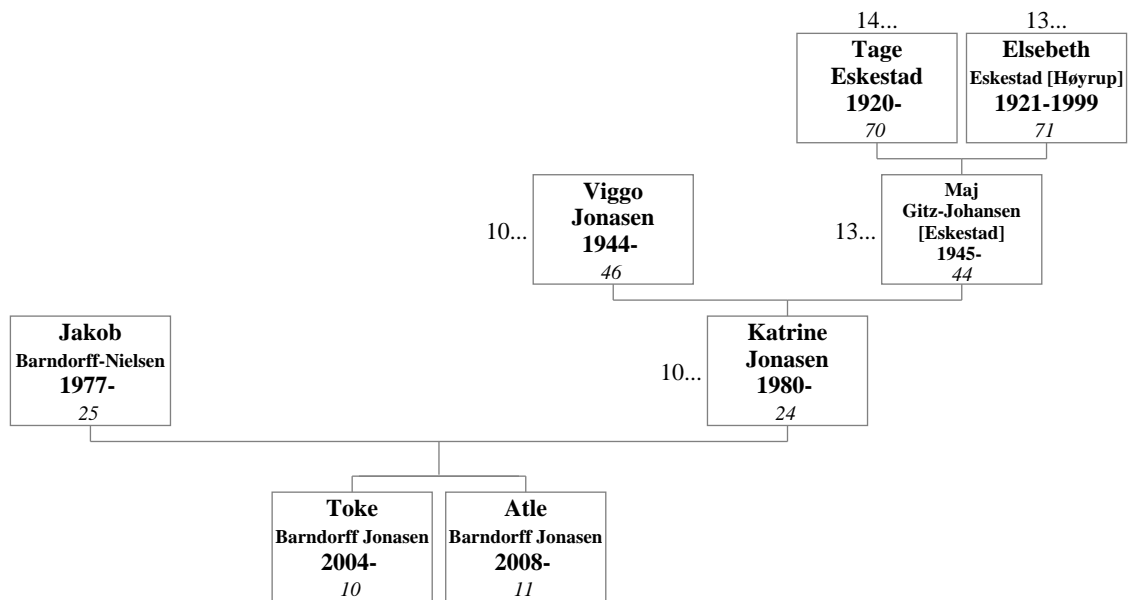 14...
13...
Tage
Eskestad
1920-
70
Elsebeth
Eskestad [Høyrup]
1921-1999
71
10...
Viggo
Jonasen
1944-
46
13...
Maj
Gitz-Johansen
[Eskestad]
1945-
44
Jakob
Barndorff-Nielsen
1977-
25
10...
Katrine
Jonasen
1980-
24
Toke
Barndorff Jonasen
2004-
10
Atle
Barndorff Jonasen
2008-
11